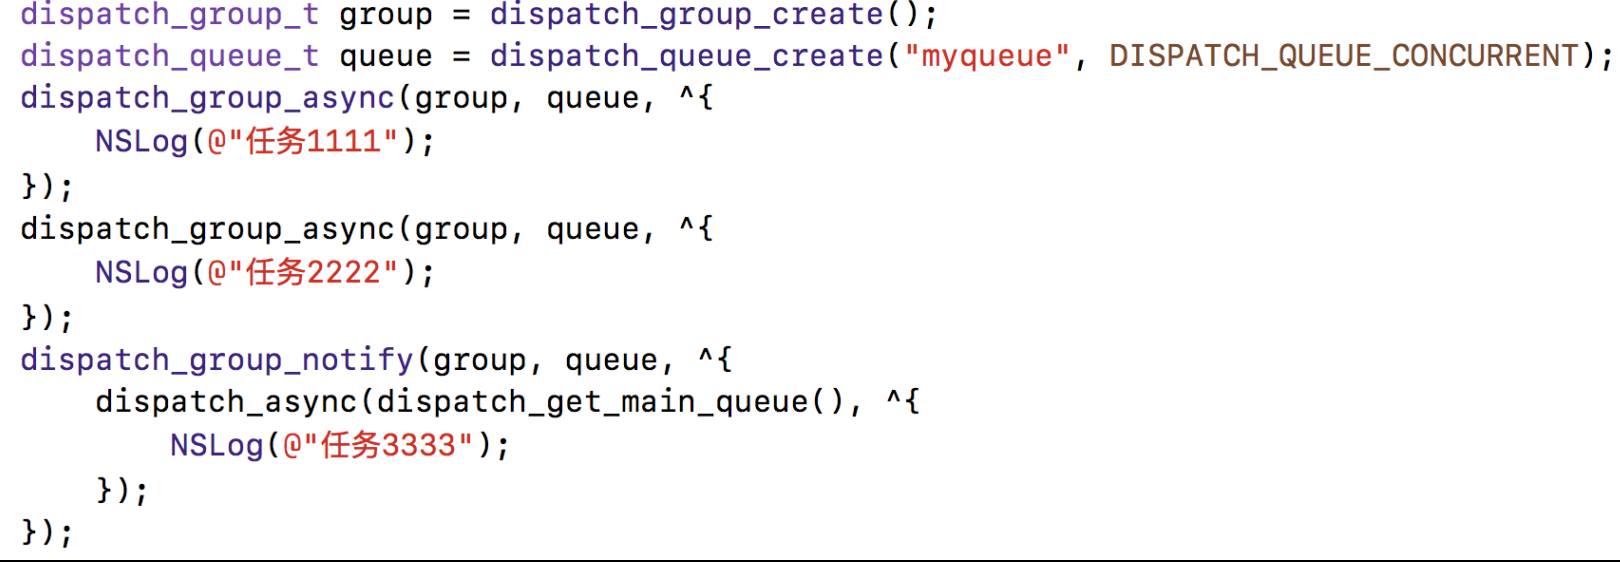 dispatch_group_t group = dispatch_group_create();
dispatch_queue_t queue = dispatch_queue_create("myqueue", DISPATCH_QUEUE_CONCURRENT);
dispatch_group_async(group, queue, ^{
    NSLog(@"任务1111");
});
dispatch_group_async(group, queue, ^{
    NSLog(@"任务2222");
});
dispatch_group_notify(group, queue, ^{
    dispatch_async(dispatch_get_main_queue(), ^{
        NSLog(@"任务3333");
    });
});